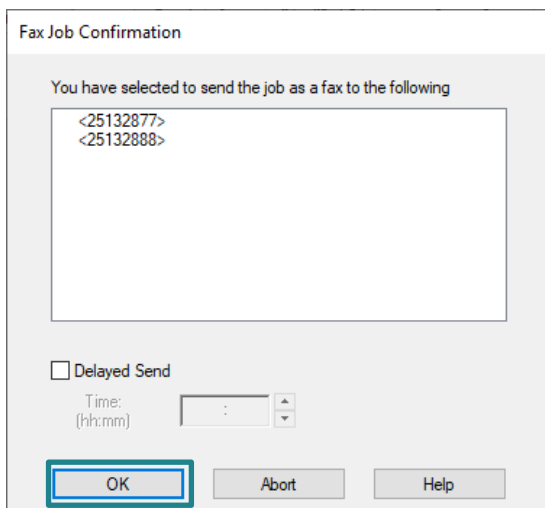 Fax Job Confirmation
You have selected to send the job as a fax to the following
<25132877>
<25132888>
Delayed Send
Time:
(hh:mm)
:
OK Abort Help